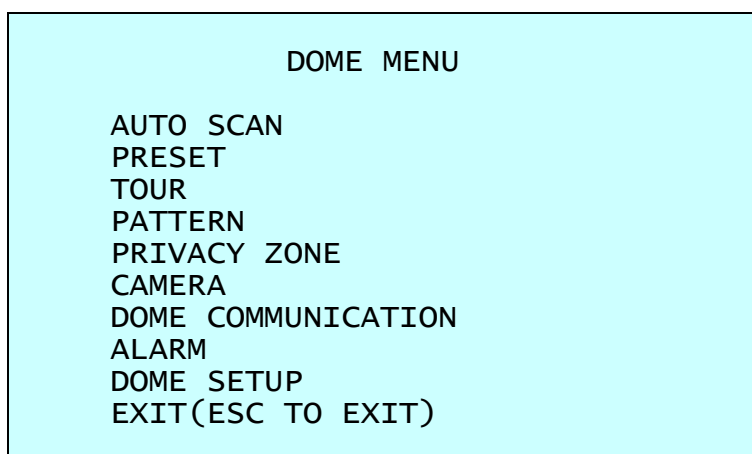 DOME MENU
AUTO SCAN
PRESET
TOUR
PATTERN
PRIVACY ZONE
CAMERA
DOME COMMUNICATION
ALARM
DOME SETUP
EXIT(ESC TO EXIT)